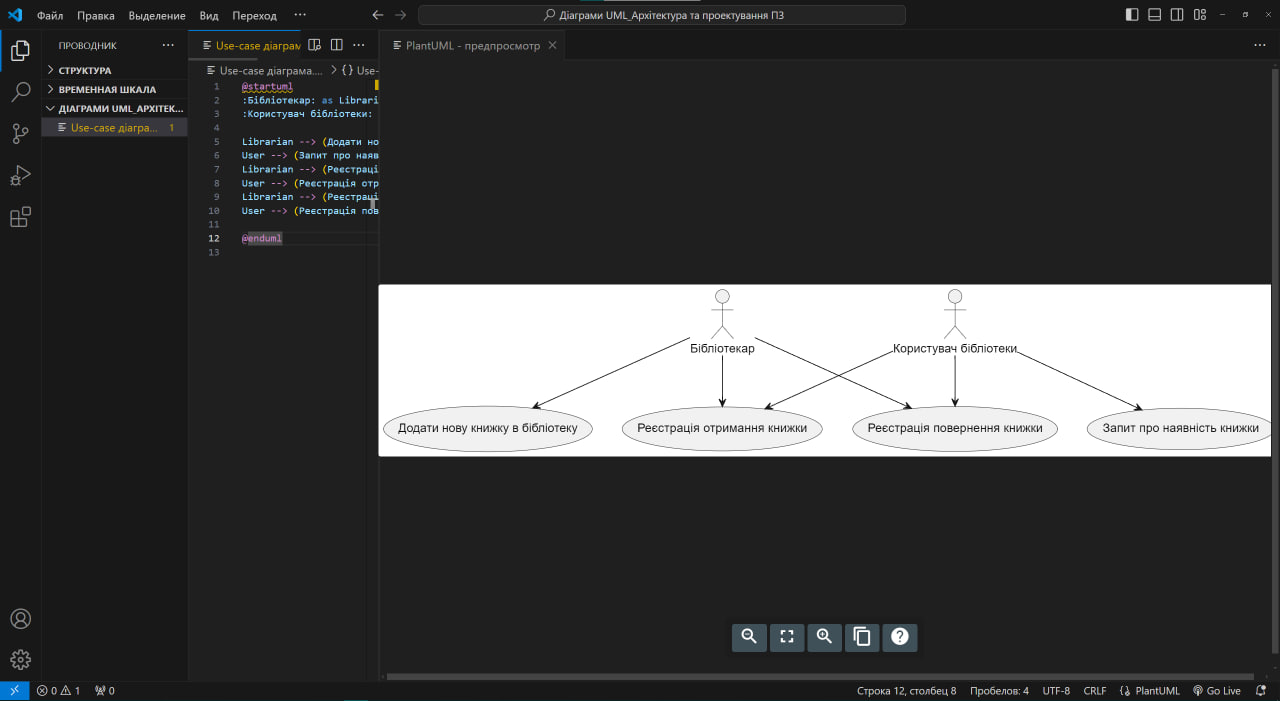 Файл Правка Выделение Вид Переход ···
Діаграми UML_Архітектура та проектування ПЗ
ПРОВОДНИК ···
СТРУКТУРА
ВРЕМЕННАЯ ШКАЛА
ДІАГРАМИ UML_АРХІТЕК...
Use-case діагра... 1
Use-case діаграм
PlantUML - предпросмотр
Use-case діаграма.... > {} Use-
1 @startuml
2 :Бібліотекар: as Librari
3 :Користувач бібліотеки:
4
5 Librarian --> (Додати но
6 User --> (Запит про наяв
7 Librarian --> (Реєстраці
8 User --> (Реєстрація отр
9 Librarian --> (Реєстраці
10 User --> (Реєстрація пов
11
12 @enduml
13
Бібліотекар
Користувач бібліотеки
Додати нову книжку в бібліотеку
Реєстрація отримання книжки
Реєстрація повернення книжки
Запит про наявність книжки
0 1 0
Строка 12, столбец 8 Пробелов: 4 UTF-8 CRLF {} PlantUML Go Live